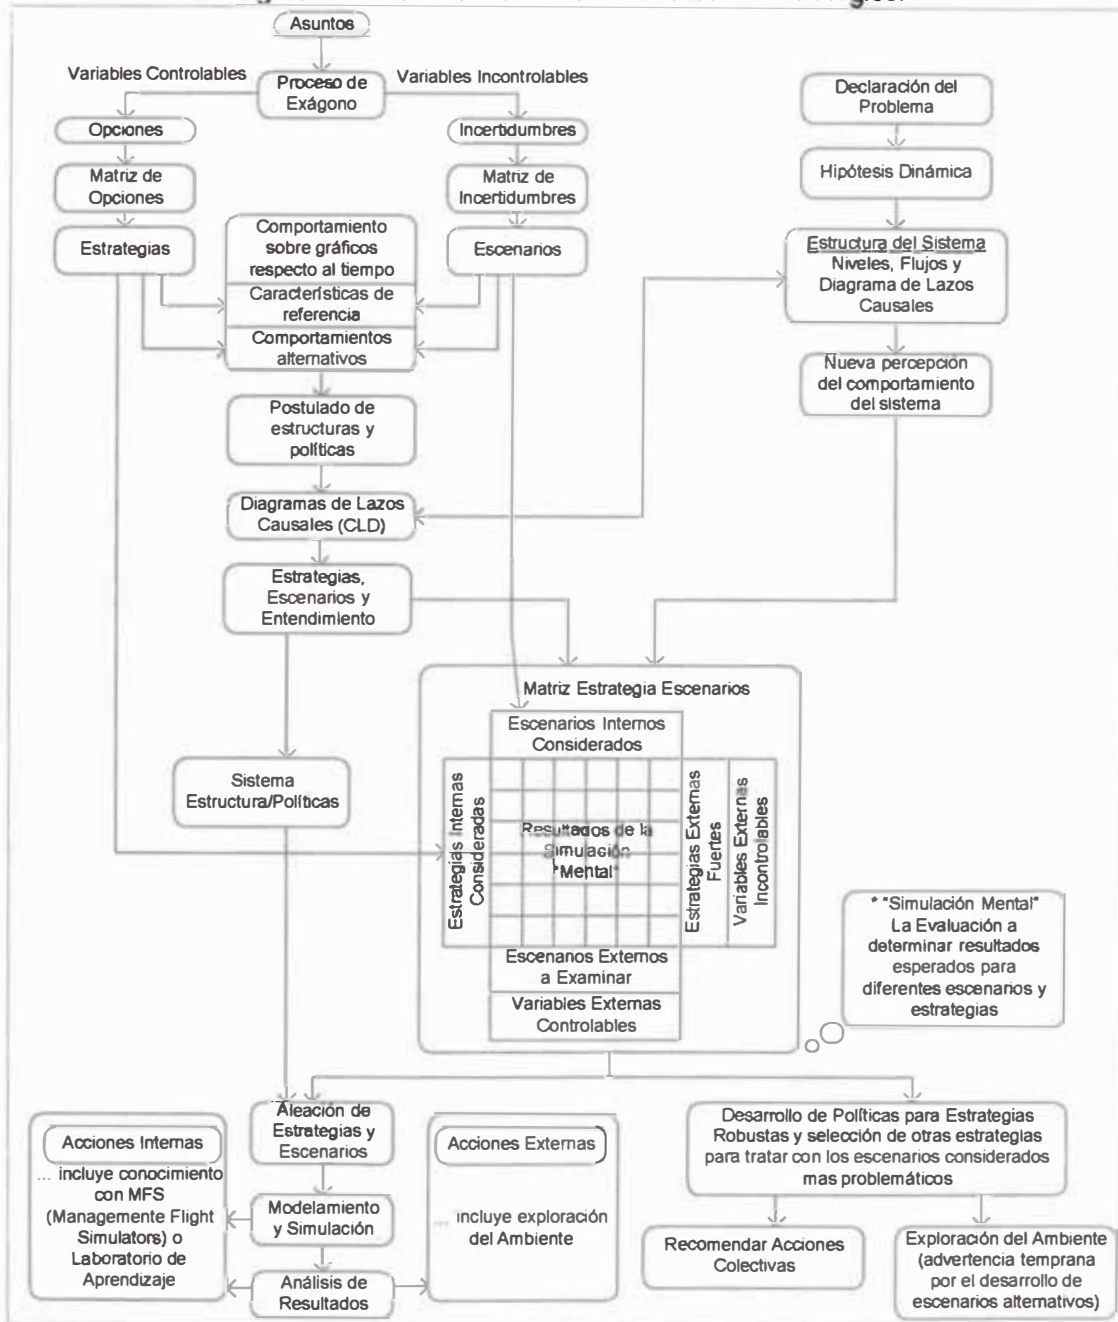 Asuntos
Variables Controlables
Variables Incontrolables
Proceso de
Exágono
Declaración del
Problema
Opciones
Incertidumbres
Hipótesis Dinámica
Matriz de
Opciones
Matriz de
Incertidumbres
Estrategias
Comportamiento
sobre gráficos
respecto al tiempo
Escenarios
Estructura del Sistema
Niveles, Flujos y
Diagrama de Lazos
Causales
Características de
referencia
Comportamientos
alternativos
Nueva percepción
del comportamiento
del sistema
Postulado de
estructuras y
políticas
Diagramas de Lazos
Causales (CLD)
Estrategias,
Escenarios y
Entendimiento
Matriz Estrategia Escenarios
Escenarios Internos
Considerados
Sistema
Estructura/Políticas
Estrategias Internas
Consideradas
Resultados de la
Simulación
"Mental"
Estrategias Externas
Fuertes
Variables Externas
Incontrolables
Escenarios Externos
a Examinar
Variables Externas
Controlables
* "Simulación Mental"
La Evaluación a
determinar resultados
esperados para
diferentes escenarios y
estrategias
Acciones Internas
... incluye conocimiento
con MFS
(Managemente Flight
Simulators) o
Laboratorio de
Aprendizaje
Aleación de
Estrategias y
Escenarios
Modelamiento
y Simulación
Análisis de
Resultados
Acciones Externas
... incluye exploración
del Ambiente
Desarrollo de Políticas para Estrategias
Robustas y selección de otras estrategias
para tratar con los escenarios considerados
mas problemáticos
Recomendar Acciones
Colectivas
Exploración del Ambiente
(advertencia temprana
por el desarrollo de
escenarios alternativos)